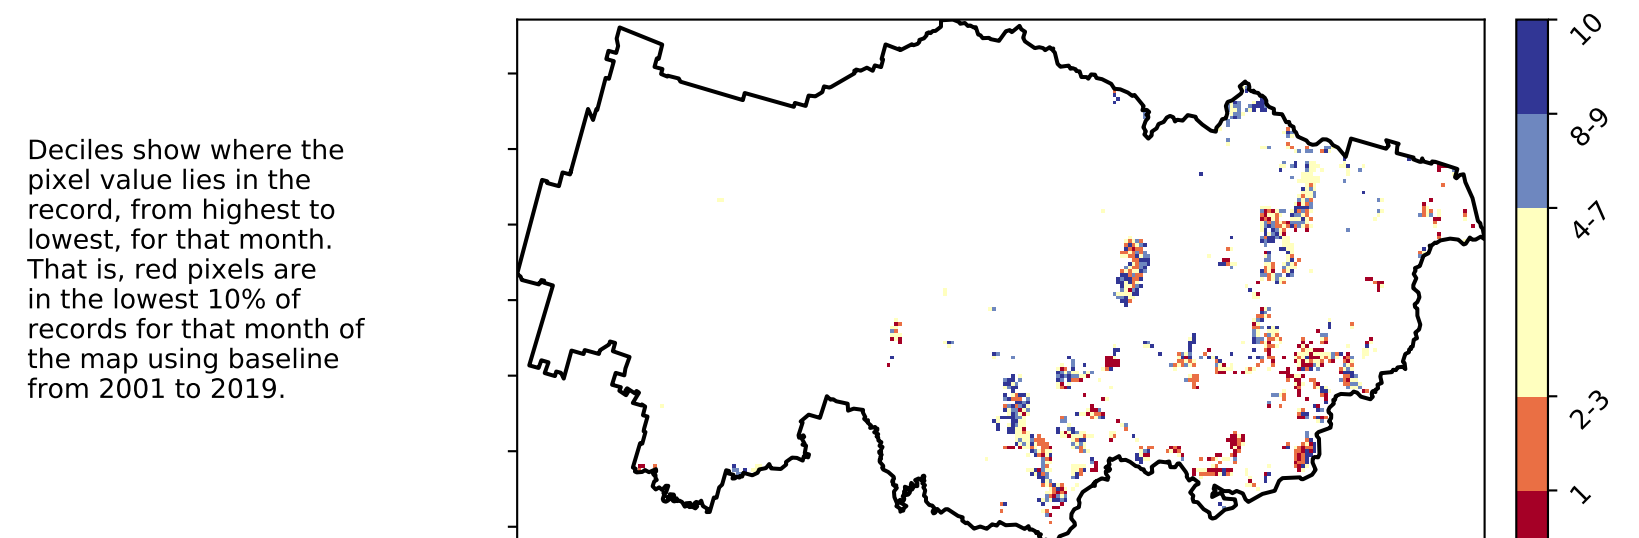 Deciles show where the
pixel value lies in the
record, from highest to
lowest, for that month.
That is, red pixels are
in the lowest 10% of
records for that month of
the map using baseline
from 2001 to 2019.
10
8-9
4-7
2-3
1